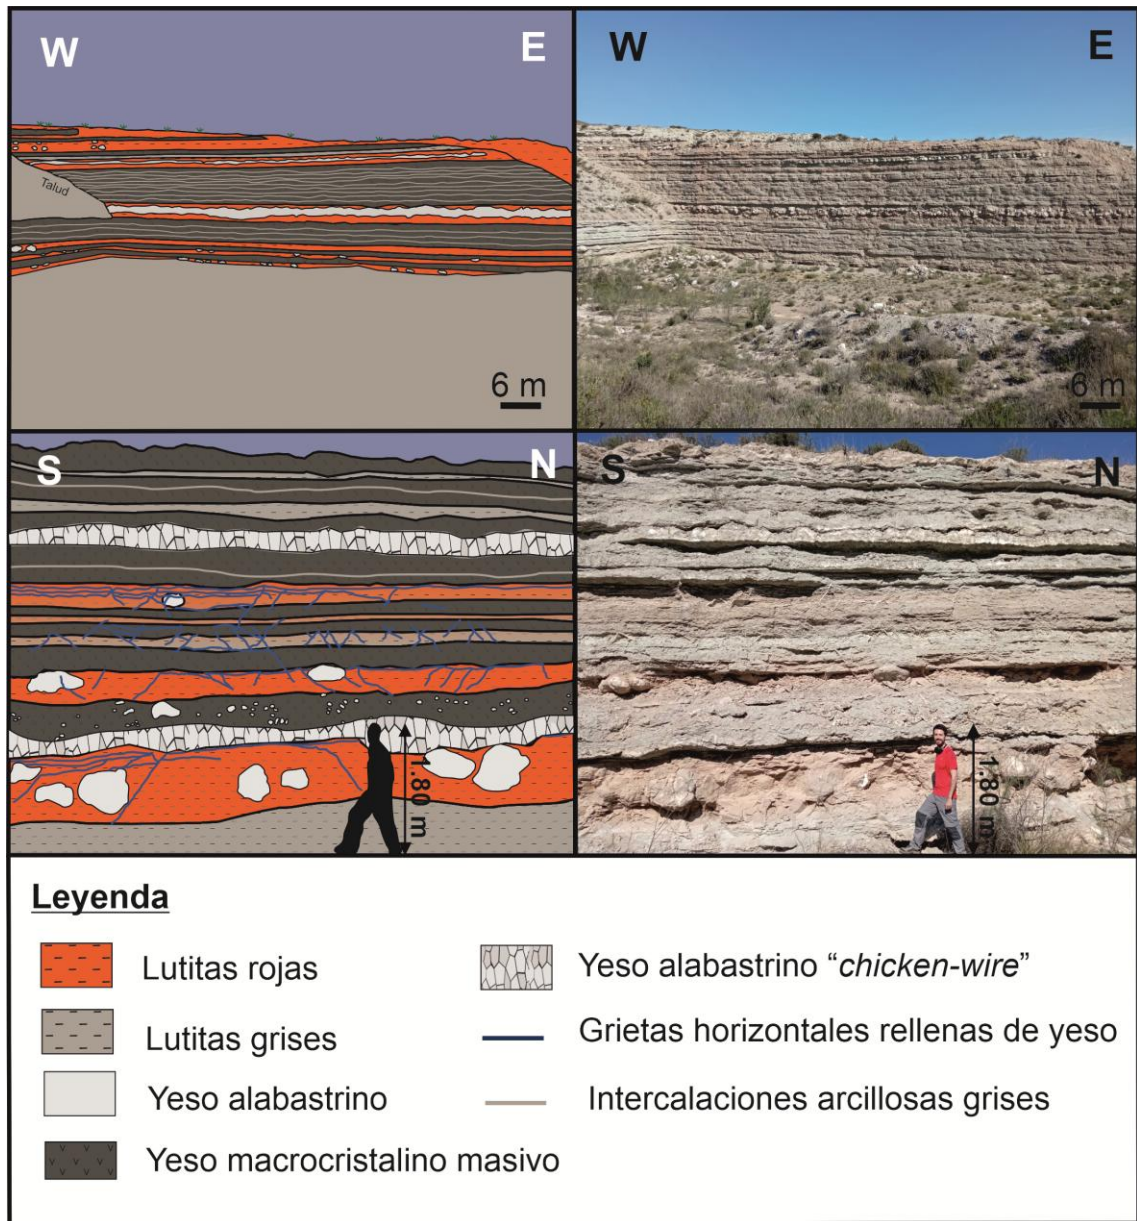 W E
W E
Talud
6 m
6 m
S N
S N
1.80 m
1.80 m
Leyenda
Lutitas rojas
Yeso alabastrino “chicken-wire”
Lutitas grises
Grietas horizontales rellenas de yeso
Yeso alabastrino
Intercalaciones arcillosas grises
Yeso macrocristalino masivo